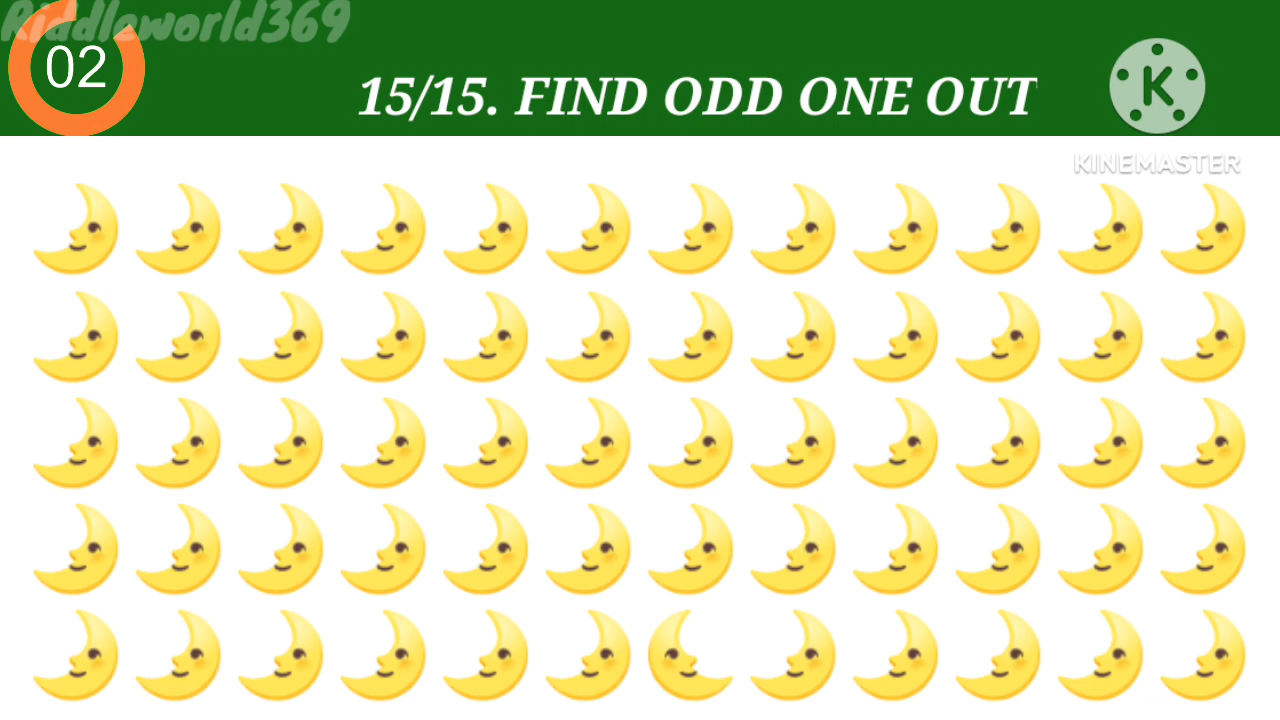 Riddleworld369
02
15/15. FIND ODD ONE OUT
K
KINEMASTER